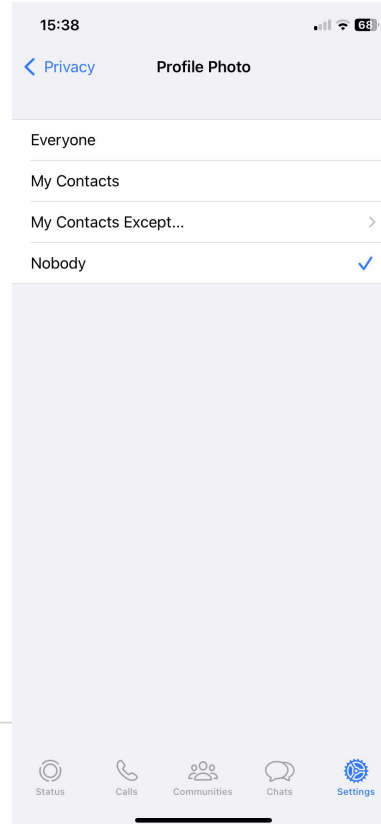 15:38 68
Privacy Profile Photo
Everyone
My Contacts
My Contacts Except...
Nobody
Status Calls Communities Chats Settings